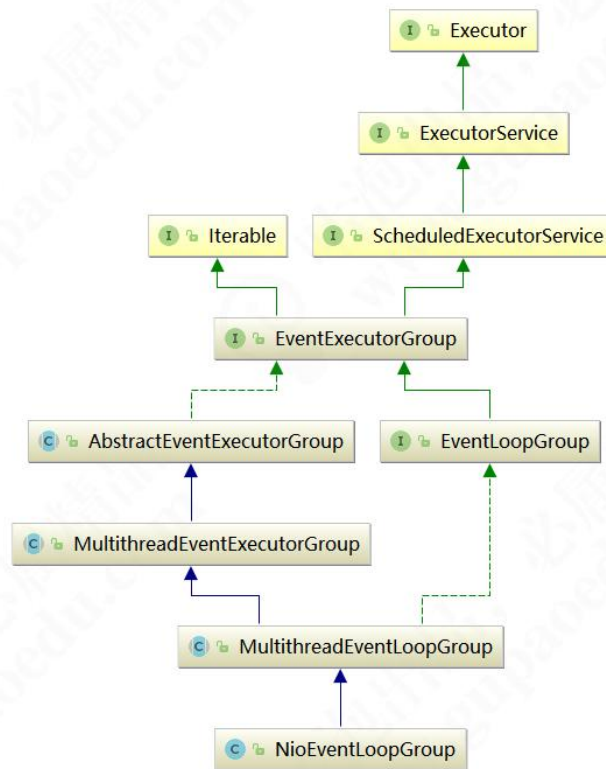 I Executor
I ExecutorService
I Iterable
I ScheduledExecutorService
I EventExecutorGroup
C AbstractEventExecutorGroup
I EventLoopGroup
C MultithreadEventExecutorGroup
C MultithreadEventLoopGroup
C NioEventLoopGroup